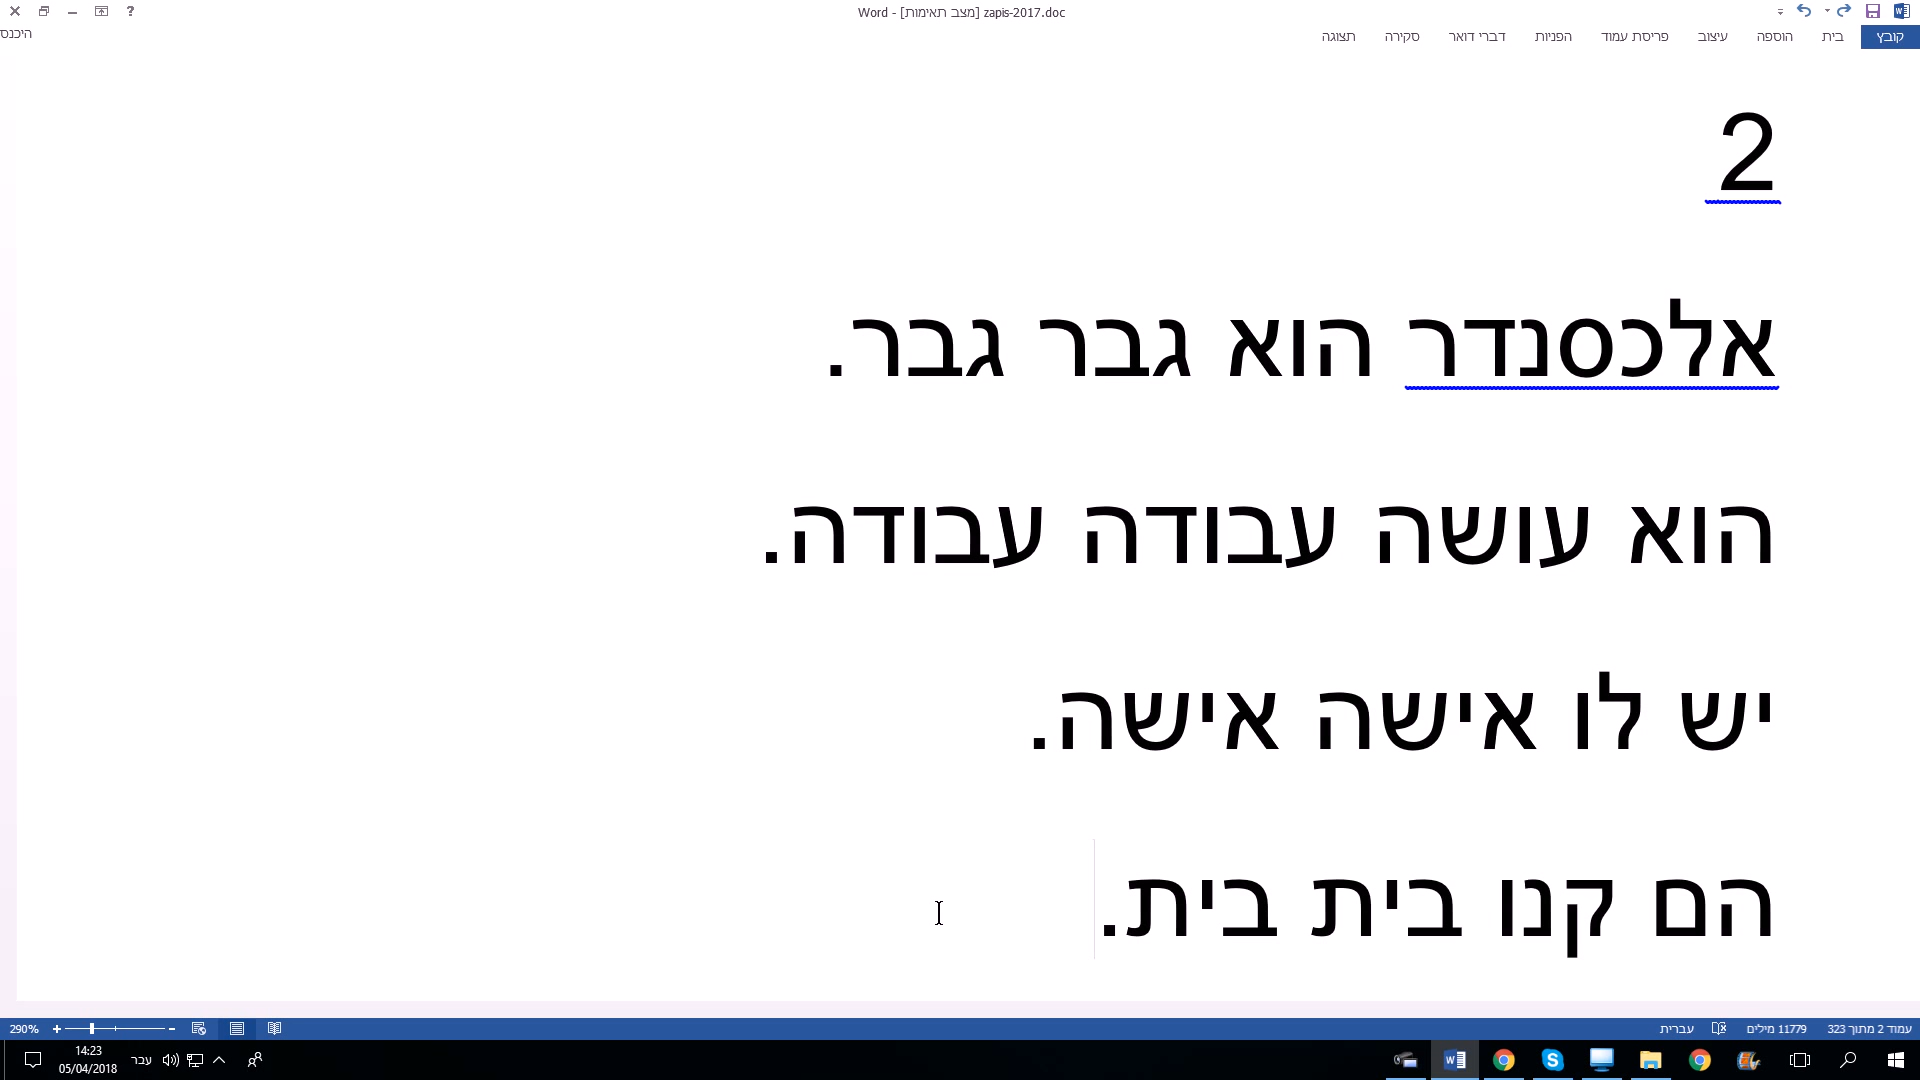 zapis-2017.doc [מצב תאימות] - Word
היכנס
קובץ בית הוספה עיצוב פריסת עמוד הפניות דברי דואר סקירה תצוגה
2
אלכסנדר הוא גבר גבר.
הוא עושה עבודה עבודה.
יש לו אישה אישה.
הם קנו בית בית.
עמוד 2 מתוך 323 11779 מילים עברית 290%
עבר 14:23
05/04/2018